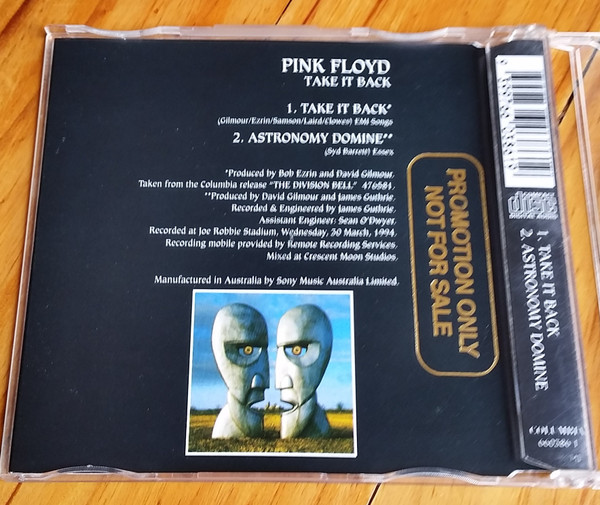 PINK FLOYD
TAKE IT BACK
1. TAKE IT BACK*
(Gilmour/Ezrin/Samson/Laird/Clowes) EMI Songs
2. ASTRONOMY DOMINE**
(Syd Barrett) Essex
*Produced by Bob Ezrin and David Gilmour.
Taken from the Columbia release "THE DIVISION BELL" 476581.
**Produced by David Gilmour and James Guthrie.
Recorded & Engineered by James Guthrie.
Assistant Engineer: Sean O'Dwyer.
Recorded at Joe Robbie Stadium, Wednesday, 30 March, 1994.
Recording mobile provided by Remote Recording Services.
Mixed at Crescent Moon Studios.
Manufactured in Australia by Sony Music Australia Limited.
PROMOTION ONLY
NOT FOR SALE
COMPACT
disc
DIGITAL AUDIO
1. TAKE IT BACK
2. ASTRONOMY DOMINE